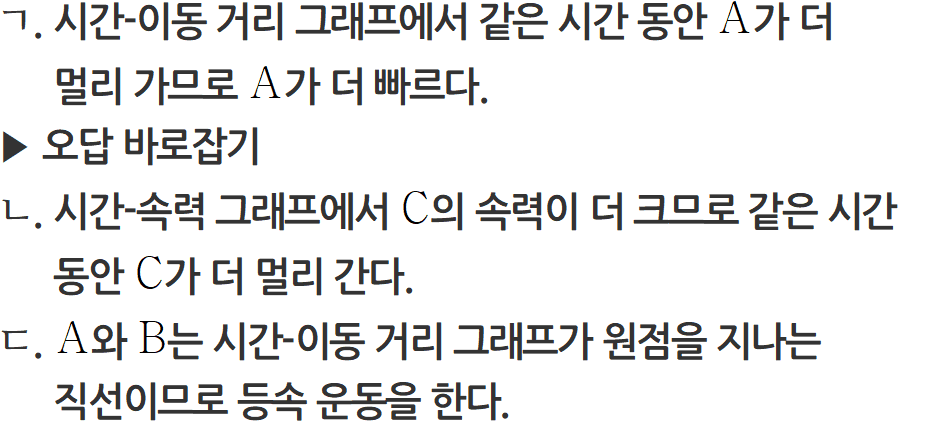 ㄱ. 시간-이동 거리 그래프에서 같은 시간 동안 A가 더
멀리 가므로 A가 더 빠르다.
▶ 오답 바로잡기
ㄴ. 시간-속력 그래프에서 C의 속력이 더 크므로 같은 시간
동안 C가 더 멀리 간다.
ㄷ. A와 B는 시간-이동 거리 그래프가 원점을 지나는
직선이므로 등속 운동을 한다.